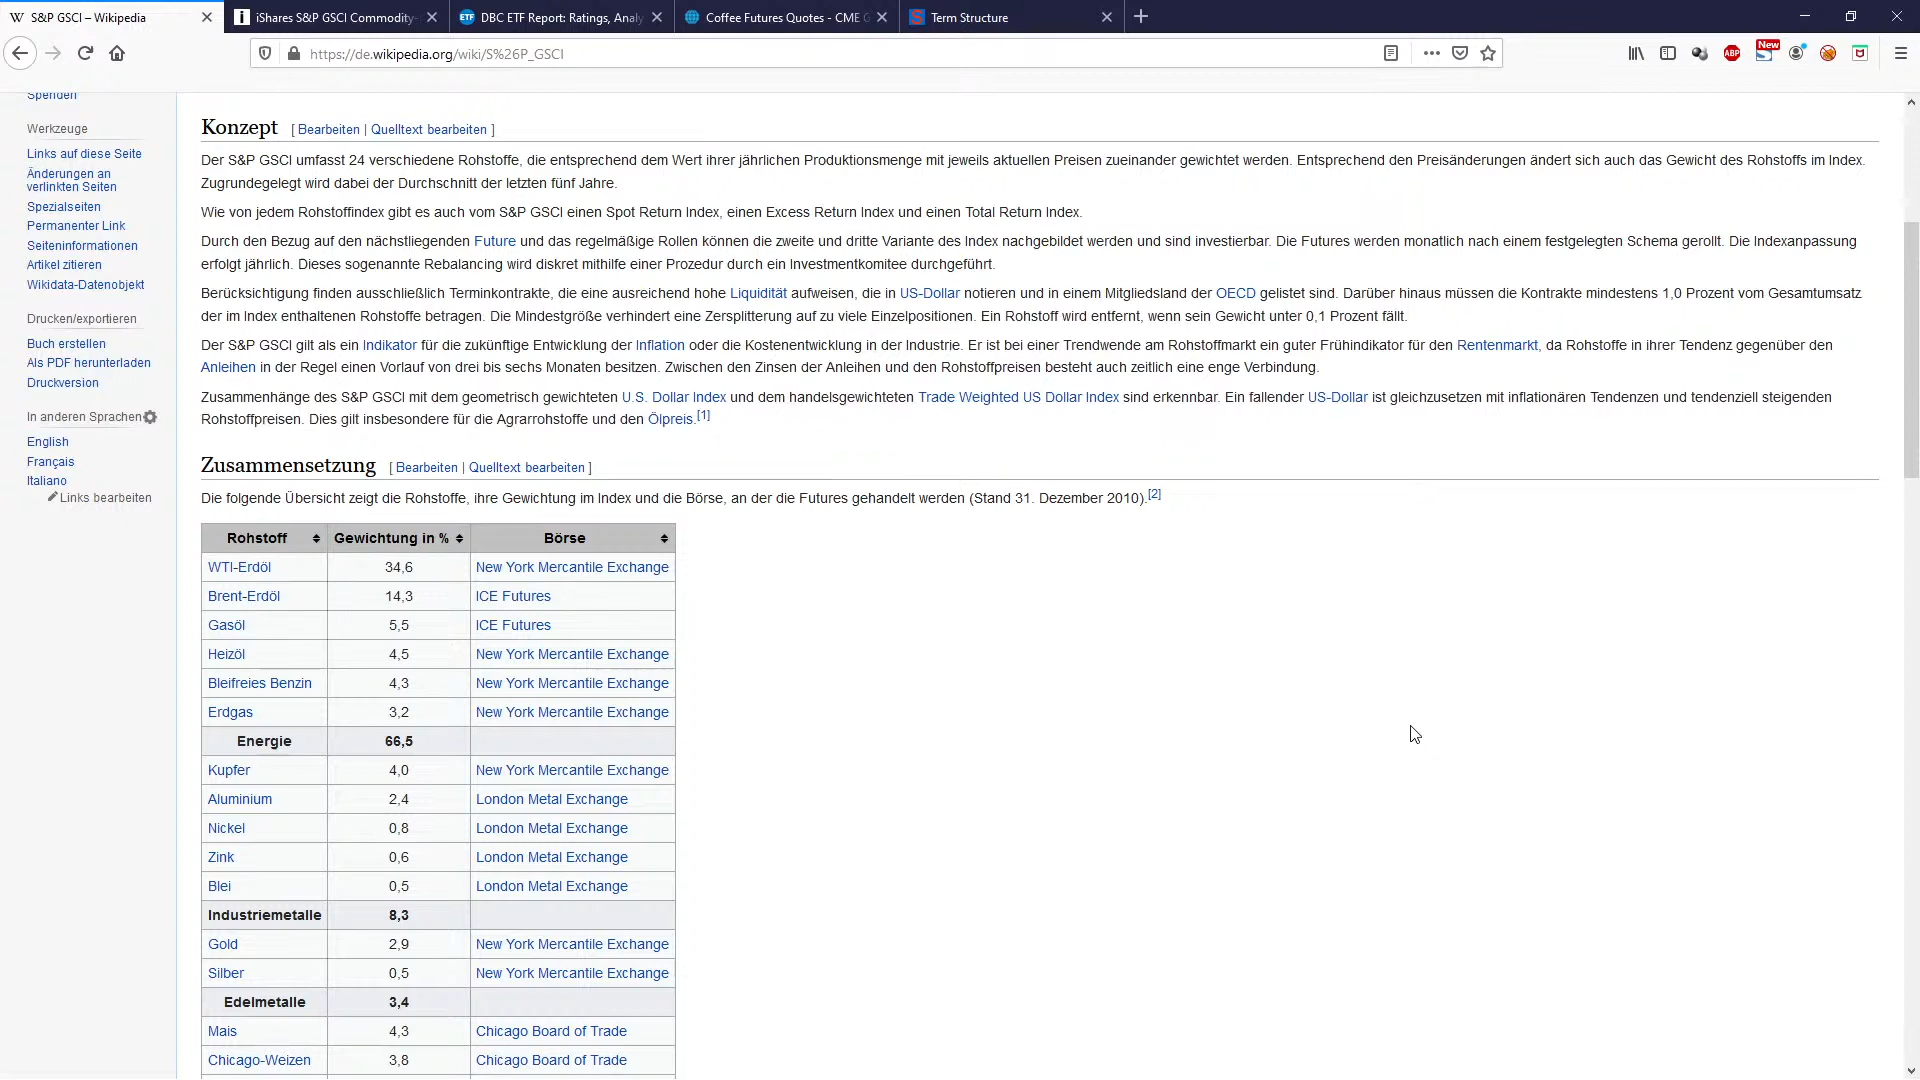 S&P GSCI – Wikipedia
iShares S&P GSCI Commodity-
DBC ETF Report: Ratings, Analy
Coffee Futures Quotes - CME G
Term Structure
https://de.wikipedia.org/wiki/S%26P_GSCI
ABP
New
Spenden
Werkzeuge
Links auf diese Seite
Änderungen an
verlinkten Seiten
Spezialseiten
Permanenter Link
Seiteninformationen
Artikel zitieren
Wikidata-Datenobjekt
Drucken/exportieren
Buch erstellen
Als PDF herunterladen
Druckversion
In anderen Sprachen
English
Français
Italiano
Links bearbeiten
Konzept [ Bearbeiten | Quelltext bearbeiten ]
Der S&P GSCI umfasst 24 verschiedene Rohstoffe, die entsprechend dem Wert ihrer jährlichen Produktionsmenge mit jeweils aktuellen Preisen zueinander gewichtet werden. Entsprechend den Preisänderungen ändert sich auch das Gewicht des Rohstoffs im Index.
Zugrundegelegt wird dabei der Durchschnitt der letzten fünf Jahre.
Wie von jedem Rohstoffindex gibt es auch vom S&P GSCI einen Spot Return Index, einen Excess Return Index und einen Total Return Index.
Durch den Bezug auf den nächstliegenden Future und das regelmäßige Rollen können die zweite und dritte Variante des Index nachgebildet werden und sind investierbar. Die Futures werden monatlich nach einem festgelegten Schema gerollt. Die Indexanpassung
erfolgt jährlich. Dieses sogenannte Rebalancing wird diskret mithilfe einer Prozedur durch ein Investmentkomitee durchgeführt.
Berücksichtigung finden ausschließlich Terminkontrakte, die eine ausreichend hohe Liquidität aufweisen, die in US-Dollar notieren und in einem Mitgliedsland der OECD gelistet sind. Darüber hinaus müssen die Kontrakte mindestens 1,0 Prozent vom Gesamtumsatz
der im Index enthaltenen Rohstoffe betragen. Die Mindestgröße verhindert eine Zersplitterung auf zu viele Einzelpositionen. Ein Rohstoff wird entfernt, wenn sein Gewicht unter 0,1 Prozent fällt.
Der S&P GSCI gilt als ein Indikator für die zukünftige Entwicklung der Inflation oder die Kostenentwicklung in der Industrie. Er ist bei einer Trendwende am Rohstoffmarkt ein guter Frühindikator für den Rentenmarkt, da Rohstoffe in ihrer Tendenz gegenüber den
Anleihen in der Regel einen Vorlauf von drei bis sechs Monaten besitzen. Zwischen den Zinsen der Anleihen und den Rohstoffpreisen besteht auch zeitlich eine enge Verbindung.
Zusammenhänge des S&P GSCI mit dem geometrisch gewichteten U.S. Dollar Index und dem handelsgewichteten Trade Weighted US Dollar Index sind erkennbar. Ein fallender US-Dollar ist gleichzusetzen mit inflationären Tendenzen und tendenziell steigenden
Rohstoffpreisen. Dies gilt insbesondere für die Agrarrohstoffe und den Ölpreis.[1]
Zusammensetzung [ Bearbeiten | Quelltext bearbeiten ]
Die folgende Übersicht zeigt die Rohstoffe, ihre Gewichtung im Index und die Börse, an der die Futures gehandelt werden (Stand 31. Dezember 2010).[2]
Rohstoff Gewichtung in % Börse
WTI-Erdöl 34,6 New York Mercantile Exchange
Brent-Erdöl 14,3 ICE Futures
Gasöl 5,5 ICE Futures
Heizöl 4,5 New York Mercantile Exchange
Bleifreies Benzin 4,3 New York Mercantile Exchange
Erdgas 3,2 New York Mercantile Exchange
Energie 66,5
Kupfer 4,0 New York Mercantile Exchange
Aluminium 2,4 London Metal Exchange
Nickel 0,8 London Metal Exchange
Zink 0,6 London Metal Exchange
Blei 0,5 London Metal Exchange
Industriemetalle 8,3
Gold 2,9 New York Mercantile Exchange
Silber 0,5 New York Mercantile Exchange
Edelmetalle 3,4
Mais 4,3 Chicago Board of Trade
Chicago-Weizen 3,8 Chicago Board of Trade